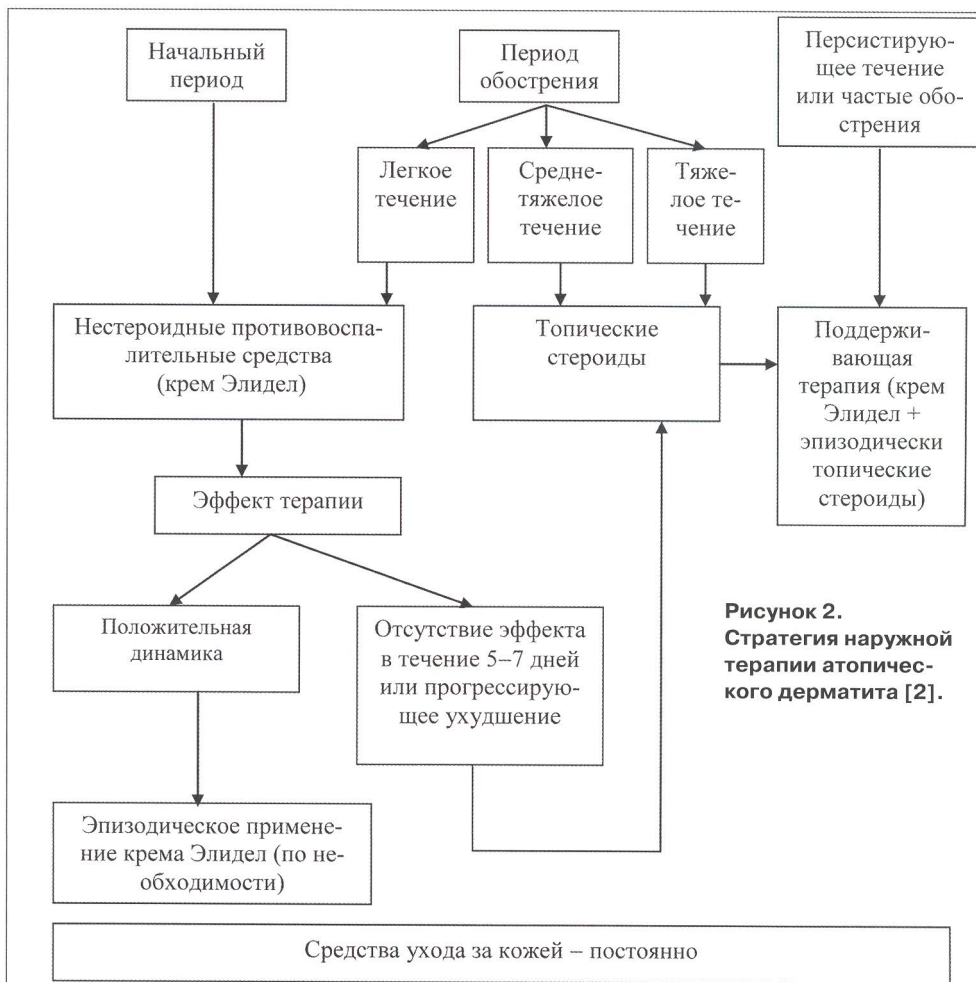 Начальный
период
Период
обострения
Персистирую-
щее течение
или частые обо-
стрения
Легкое
течение
Средне-
тяжелое
течение
Тяже-
лое те-
чение
Нестероидные противовоспа-
лительные средства
(крем Элидел)
Топические
стероиды
Поддержи-
вающая
терапия (крем
Элидел +
эпизодически
топические
стероиды)
Эффект терапии
Положительная
динамика
Отсутствие эффекта
в течение 5–7 дней
или прогрессирую-
щее ухудшение
Рисунок 2.
Стратегия наружной
терапии атопичес-
кого дерматита [2].
Эпизодическое примене-
ние крема Элидел (по не-
обходимости)
Средства ухода за кожей – постоянно